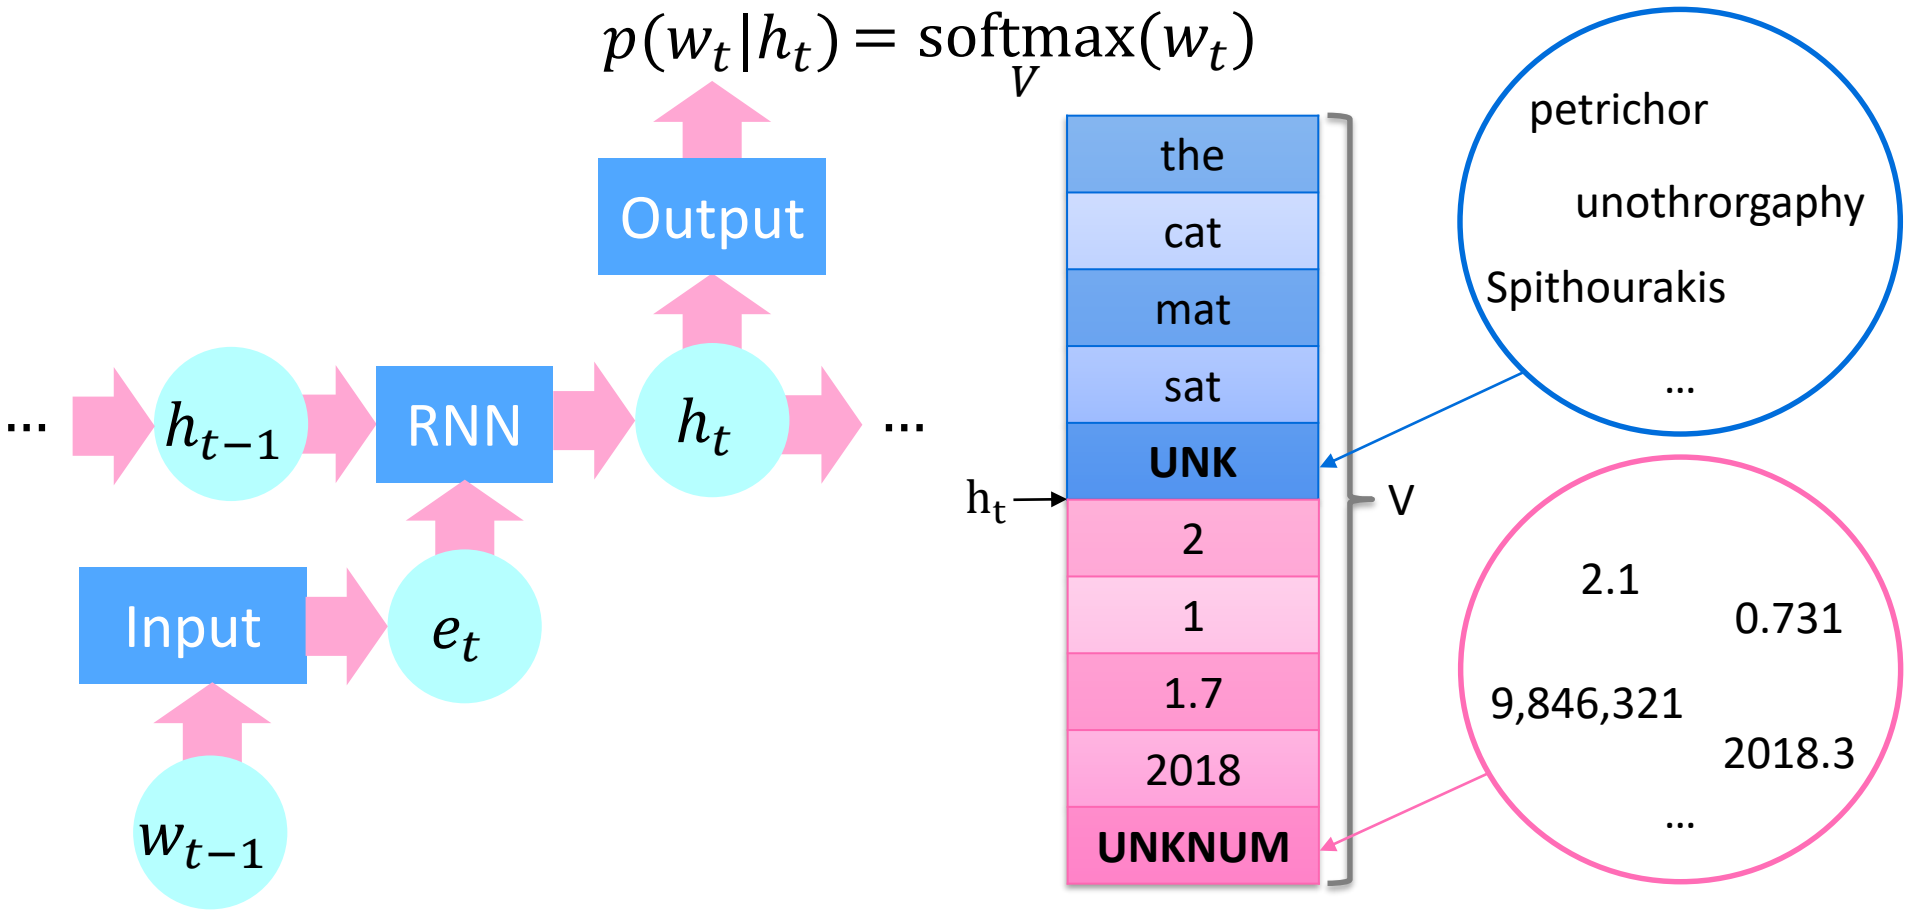 p(w_t|h_t) = softmax(w_t)
V
Output
... h_{t−1} RNN h_t ...
Input e_t
w_{t−1}
the
cat
mat
sat
UNK
h_t
2
1
1.7
2018
UNKNUM
V
petrichor
unothrorgaphy
Spithourakis
...
2.1
0.731
9,846,321
2018.3
...